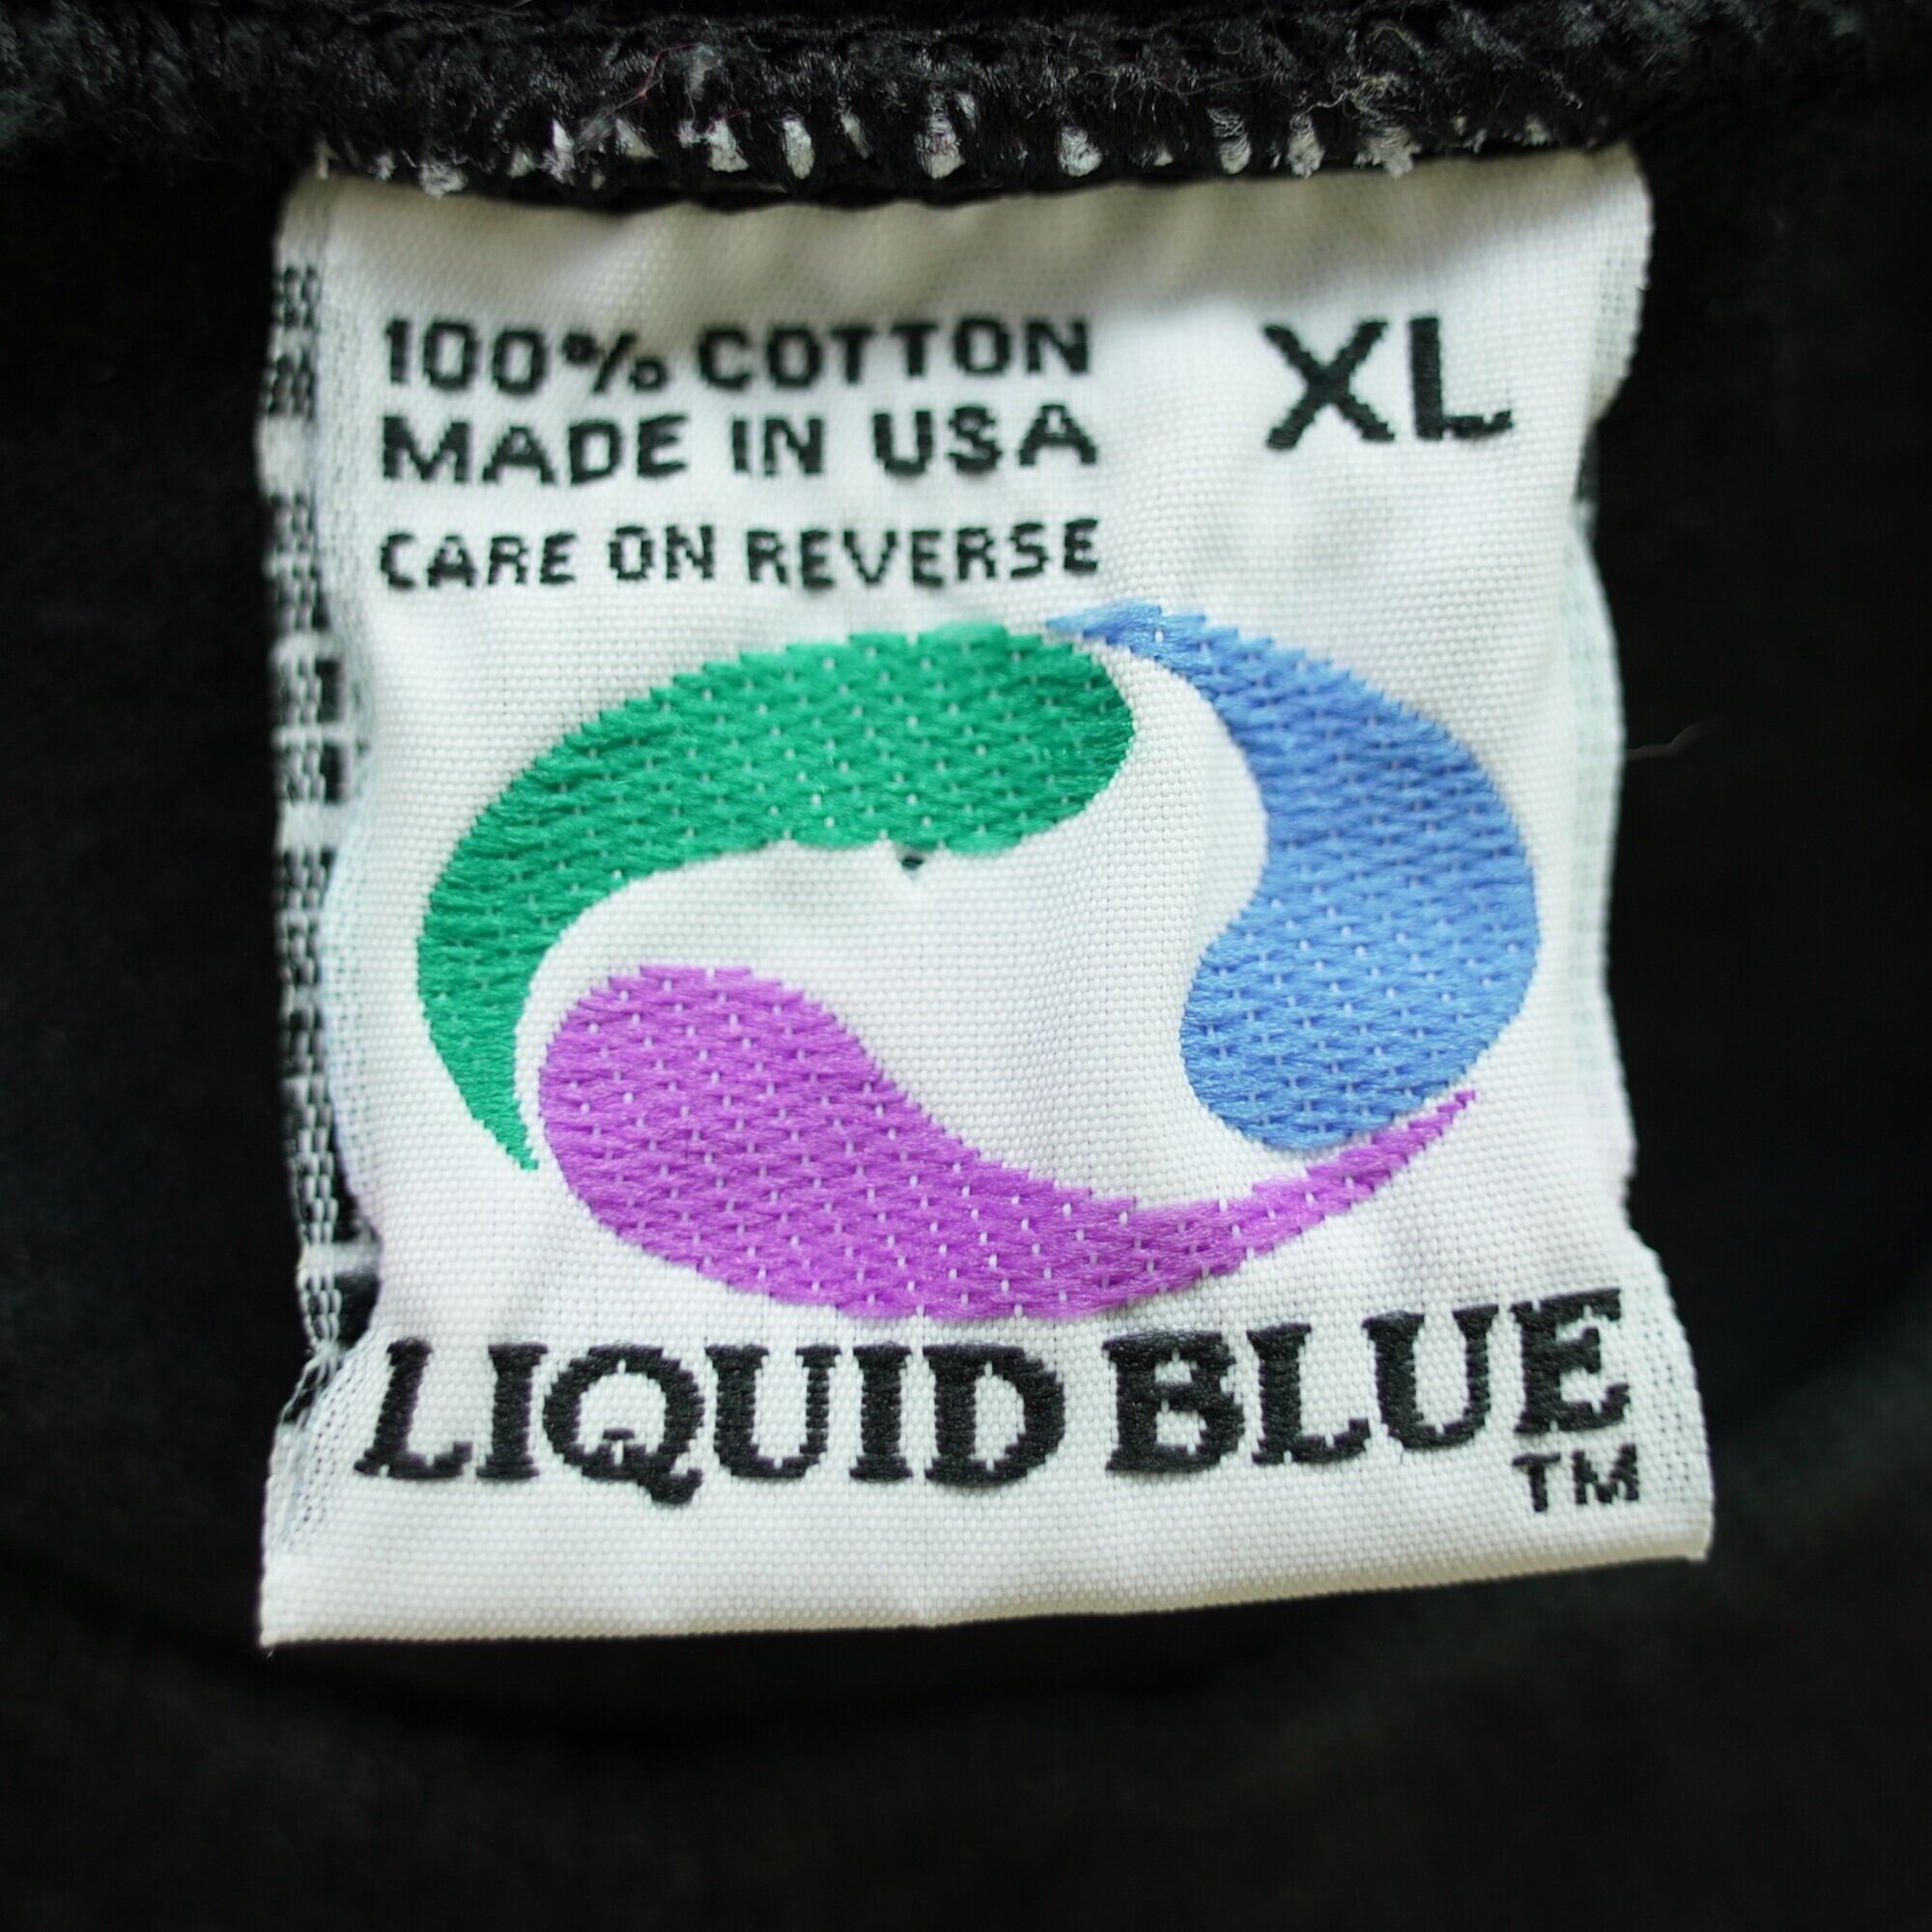 100% COTTON
XL
MADE IN USA
CARE ON REVERSE
LIQUID BLUE
TM